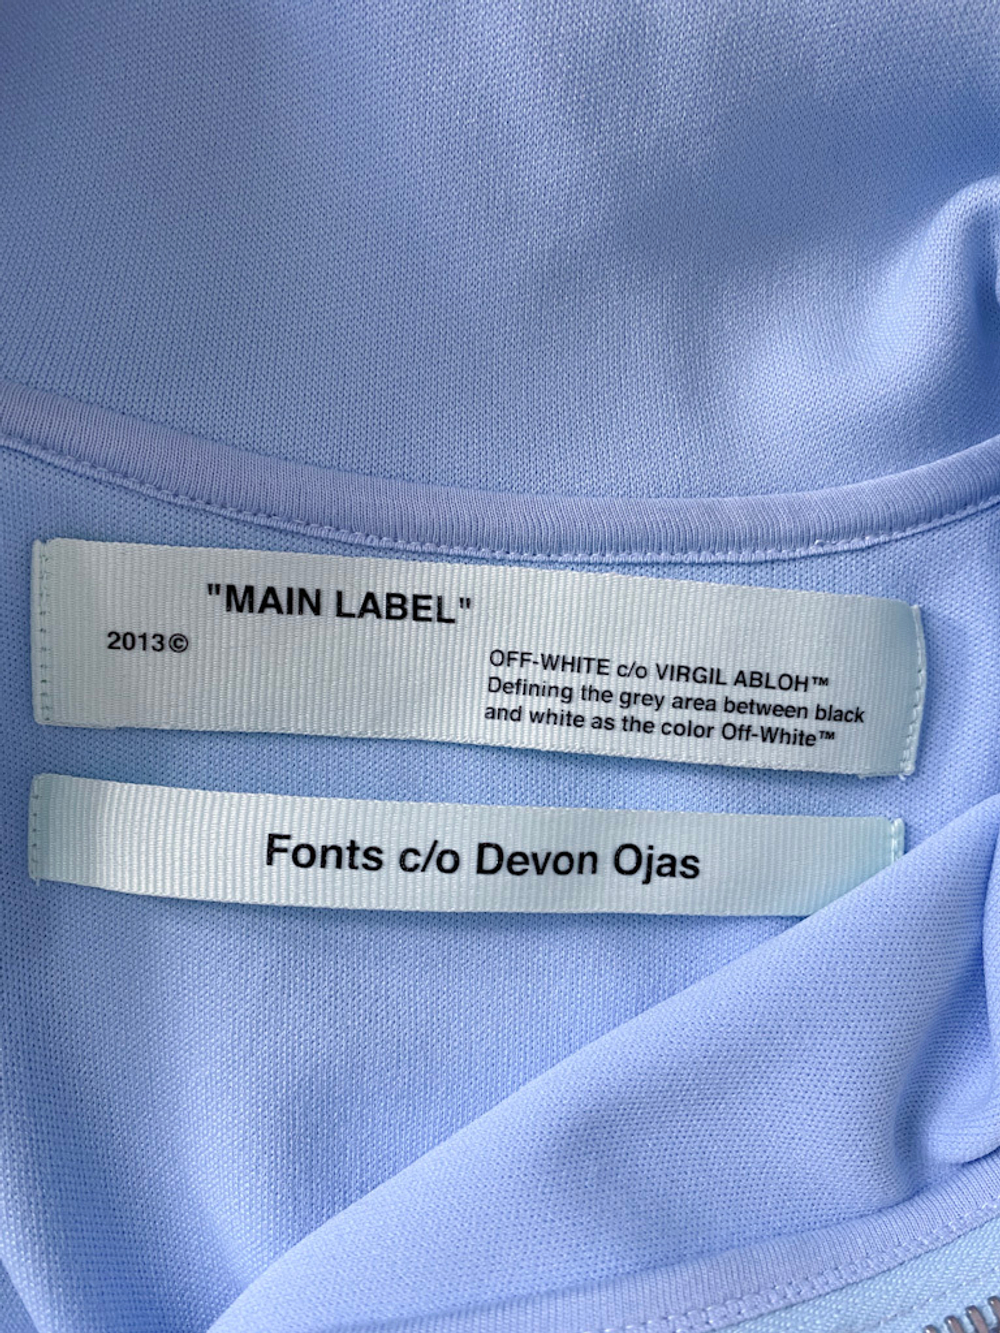 "MAIN LABEL"
2013©
OFF-WHITE c/o VIRGIL ABLOH™
Defining the grey area between black
and white as the color Off-White™
Fonts c/o Devon Ojas